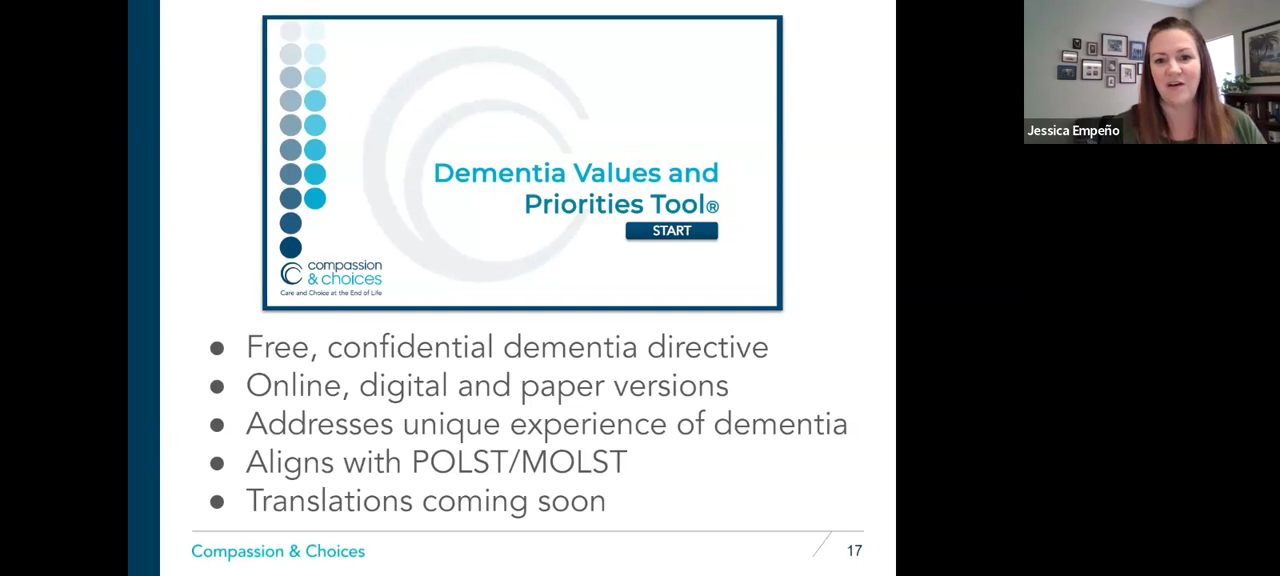 Dementia Values and
Priorities Tool®
START
compassion
& choices
Care and Choice at the End of Life
● Free, confidential dementia directive
● Online, digital and paper versions
● Addresses unique experience of dementia
● Aligns with POLST/MOLST
● Translations coming soon
Compassion & Choices
17
Jessica Empeño